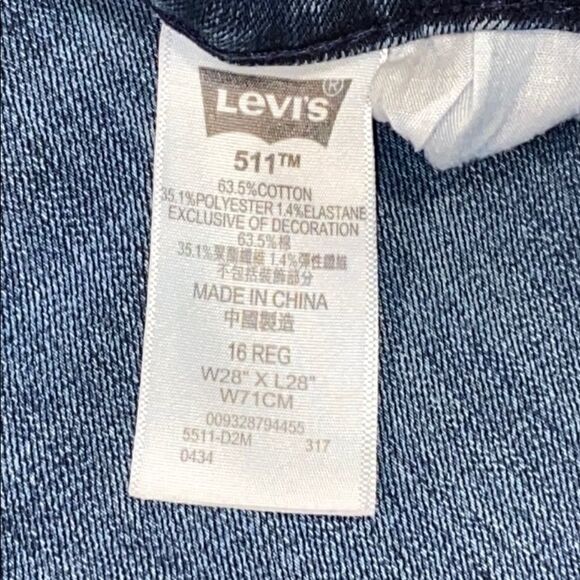 LEVI'S®
511™
63.5%COTTON
35.1%POLYESTER 1.4%ELASTANE
EXCLUSIVE OF DECORATION
63.5%棉
35.1%聚酯纖維 1.4%彈性纖維
不包括裝飾部分
MADE IN CHINA
中國製造
16 REG
W28" X L28"
W71CM
009328794455
5511-D2M 317
0434